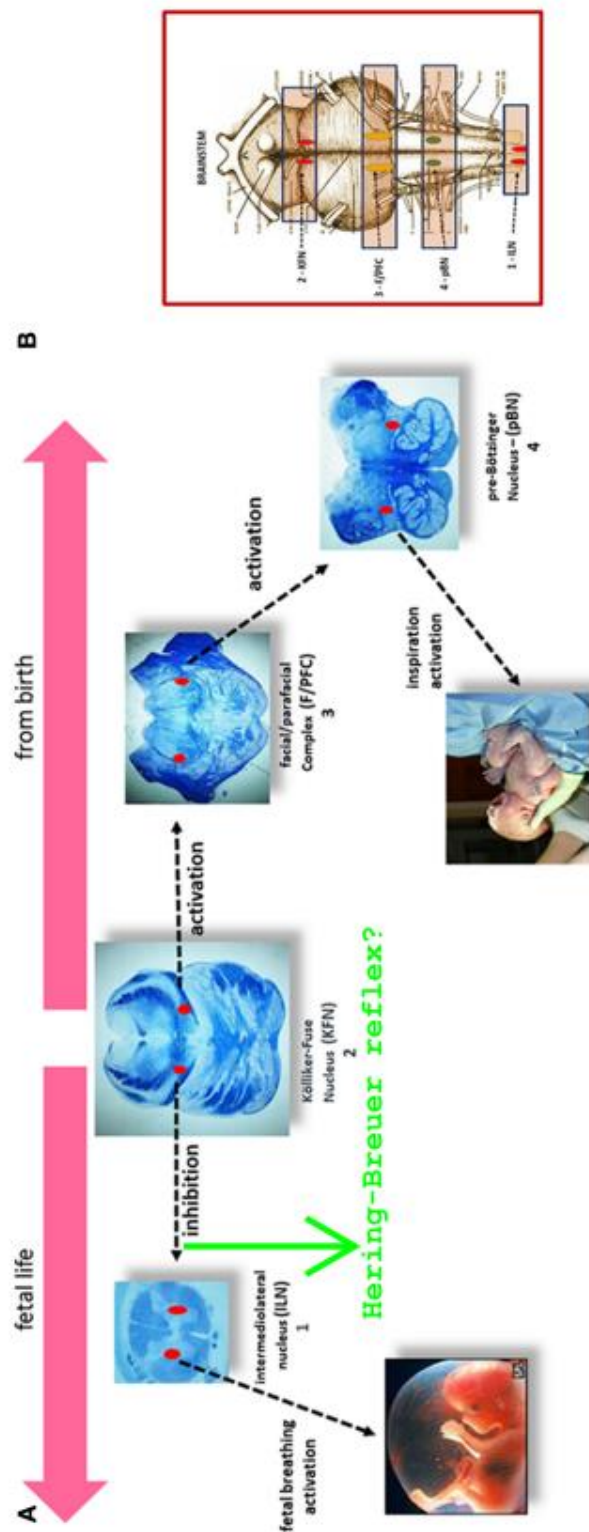 A
fetal life
from birth
B
fetal breathing
activation
intermediolateral
nucleus (ILN)
1
inhibition
Hering-Breuer reflex?
Kölliker-Fuse
Nucleus (KFN)
2
activation
facial/parafacial
Complex (F/PFC)
3
activation
pre-Bötzinger
Nucleus – (pBN)
4
inspiration
activation
BRAINSTEM
2 - KFN
3 - F/PFC
4 - pBN
1 - ILN